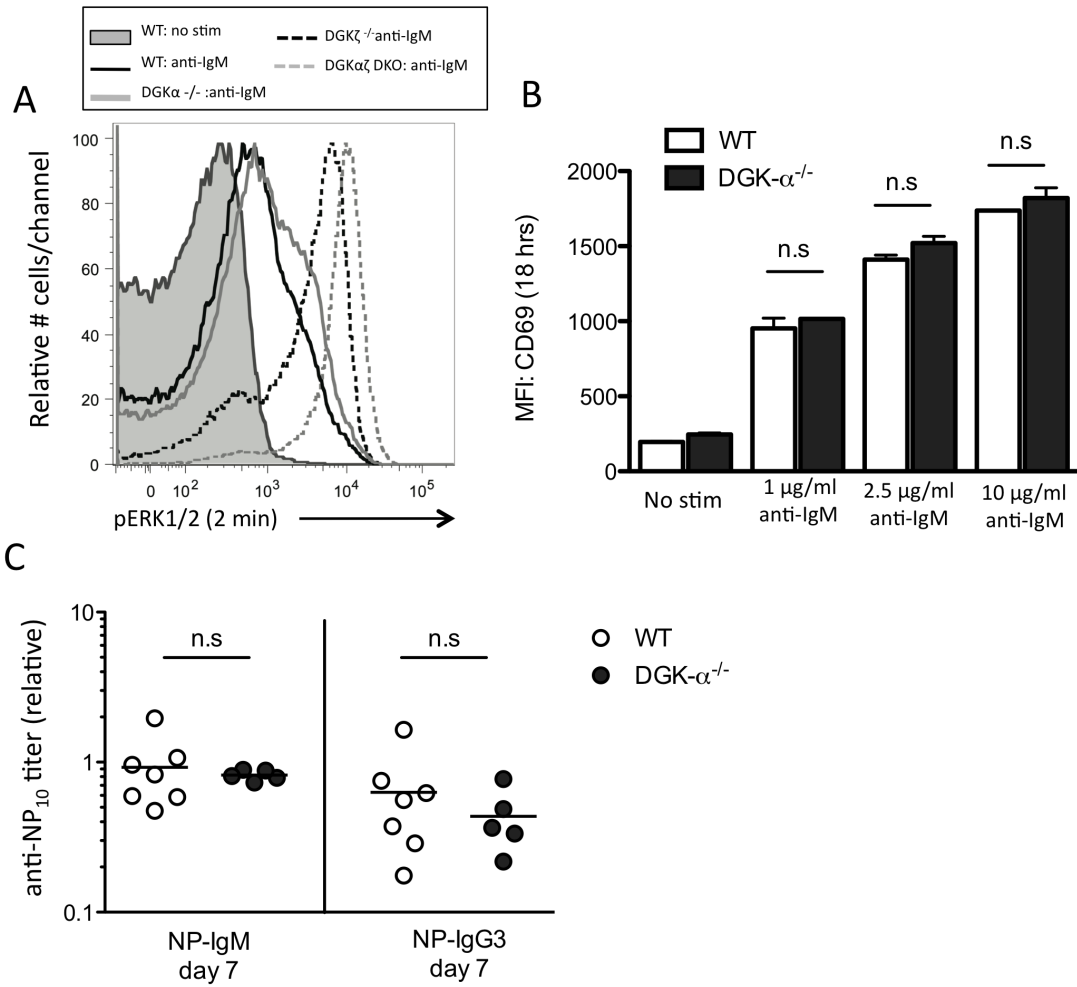 WT: no stim
WT: anti-IgM
DGKα -/- :anti-IgM
DGKζ -/- anti-IgM
DGKαζ DKO: anti-IgM
A
Relative # cells/channel
100
80
60
40
20
0
0 10² 10³ 10⁴ 10⁵
pERK1/2 (2 min)
B
WT
DGK-α-/-
MFI: CD69 (18 hrs)
2000
1500
1000
500
0
n.s
n.s
n.s
No stim
1 µg/ml
anti-IgM
2.5 µg/ml
anti-IgM
10 µg/ml
anti-IgM
C
anti-NP₁₀ titer (relative)
10
1
0.1
n.s
n.s
NP-IgM
day 7
NP-IgG3
day 7
WT
DGK-α-/-